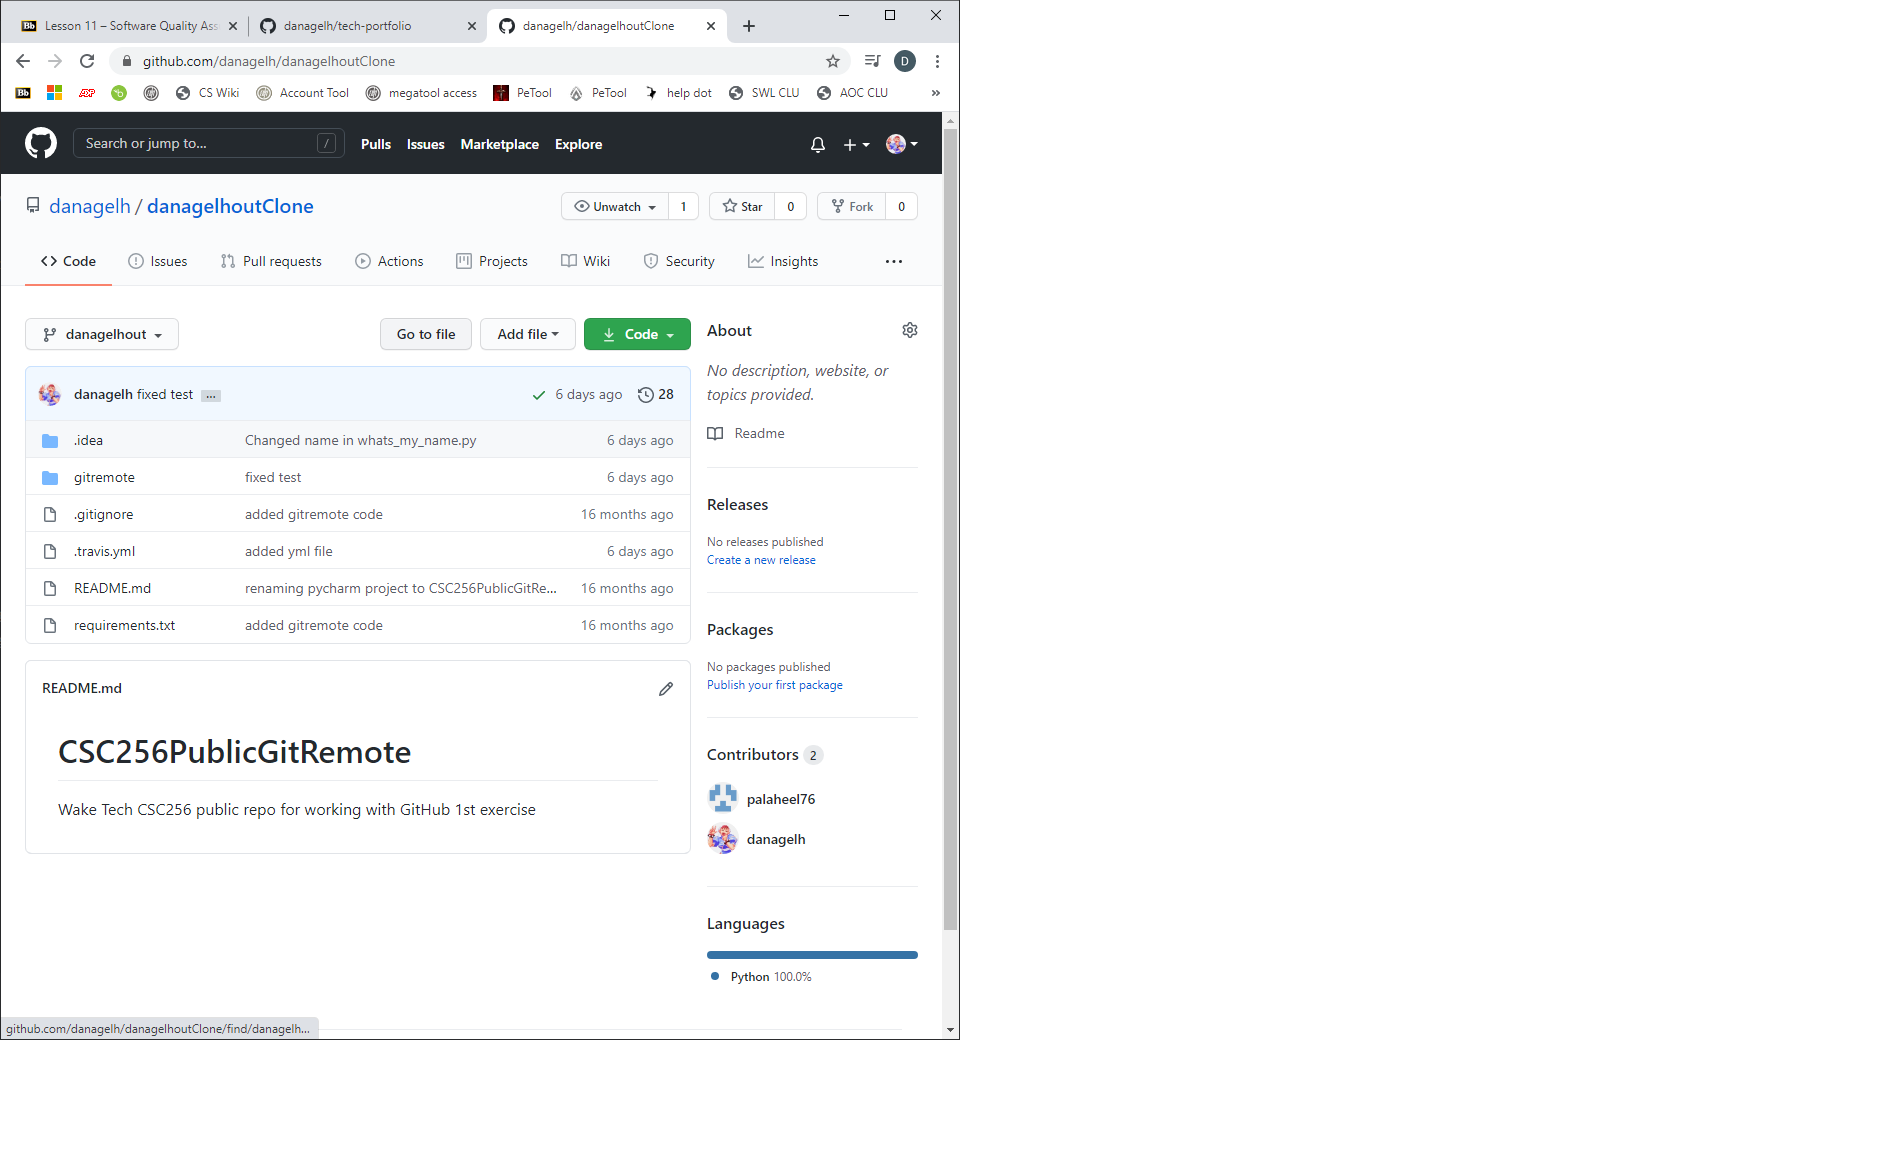 Bb Lesson 11 – Software Quality Ass
danagelh/tech-portfolio
danagelh/danagelhoutClone
github.com/danagelh/danagelhoutClone
D
Bb ADP CS Wiki Account Tool megatool access PeTool PeTool help dot SWL CLU AOC CLU »
Search or jump to... /
Pulls Issues Marketplace Explore
danagelh / danagelhoutClone
Unwatch 1 Star 0 Fork 0
Code Issues Pull requests Actions Projects Wiki Security Insights ...
danagelhout Go to file Add file Code
danagelh fixed test ... 6 days ago 28
.idea Changed name in whats_my_name.py 6 days ago
gitremote fixed test 6 days ago
.gitignore added gitremote code 16 months ago
.travis.yml added yml file 6 days ago
README.md renaming pycharm project to CSC256PublicGitRe... 16 months ago
requirements.txt added gitremote code 16 months ago
README.md
CSC256PublicGitRemote
Wake Tech CSC256 public repo for working with GitHub 1st exercise
About
No description, website, or
topics provided.
Readme
Releases
No releases published
Create a new release
Packages
No packages published
Publish your first package
Contributors 2
palaheel76
danagelh
Languages
Python 100.0%
github.com/danagelh/danagelhoutClone/find/danagelh...